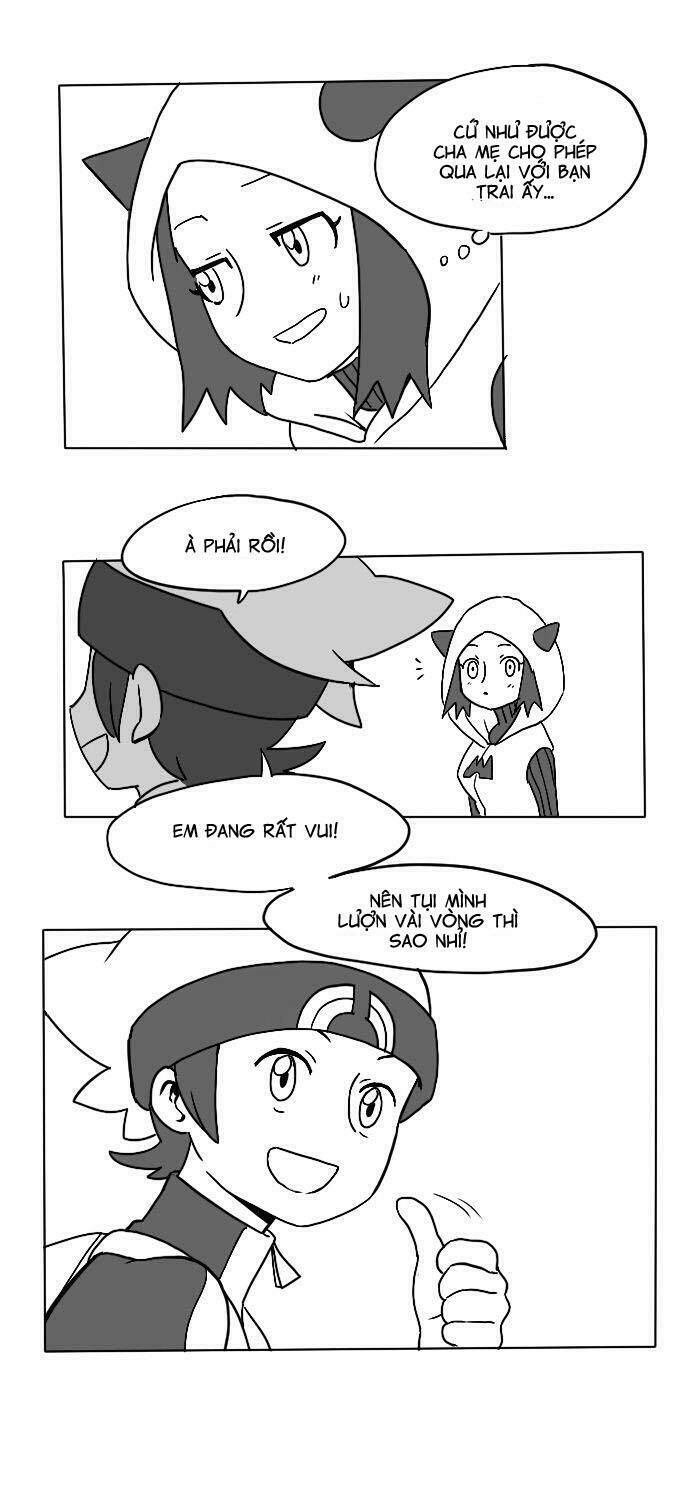 CỨ NHƯ ĐƯỢC
CHA MẸ CHO PHÉP
QUA LẠI VỚI BẠN
TRAI ẤY...
À PHẢI RỒI!
EM ĐANG RẤT VUI!
NÊN TỤI MÌNH
LƯỢN VÀI VÒNG THÌ
SAO NHỈ!